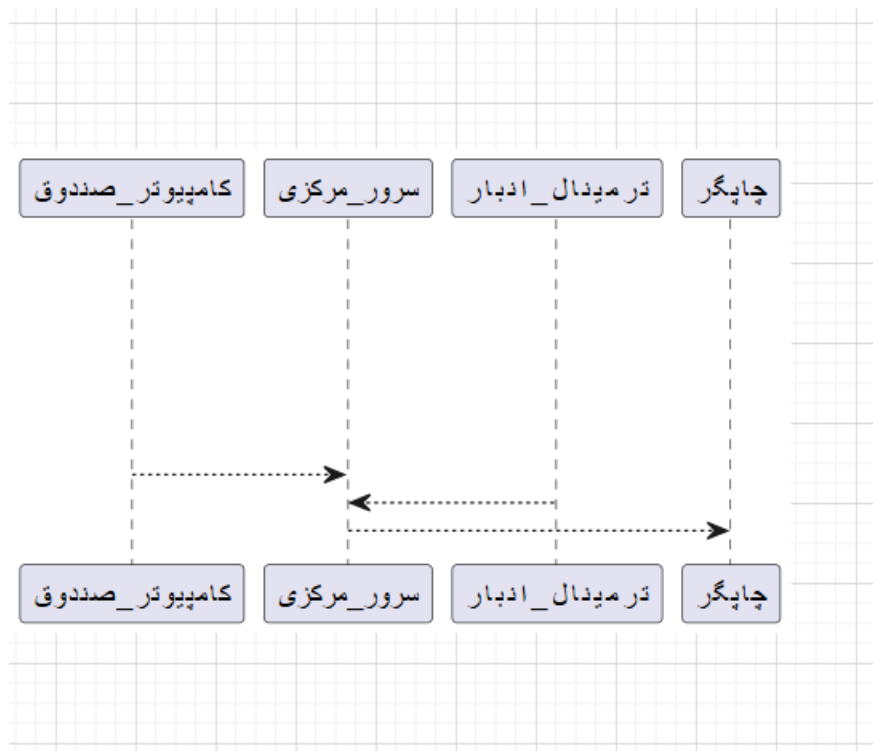 کامپیوتر_صندوق
سرور_مرکزی
ترمینال_انبار
چاپگر
کامپیوتر_صندوق
سرور_مرکزی
ترمینال_انبار
چاپگر